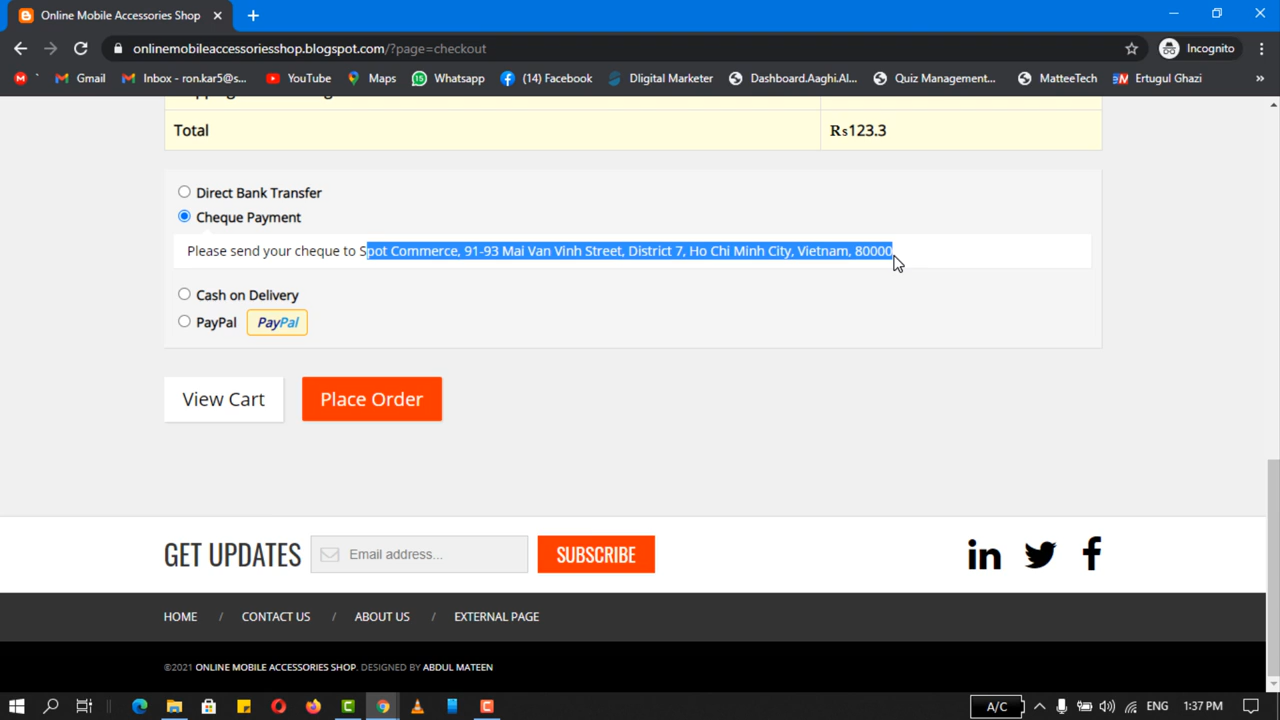 Online Mobile Accessories Shop
onlinemobileaccessoriesshop.blogspot.com/?page=checkout
Incognito
Gmail
Inbox - ron.kar5@s...
YouTube
Maps
Whatsapp
(14) Facebook
DIigital Marketer
Dashboard.Aaghi.Al...
Quiz Management...
MatteeTech
Ertugul Ghazi
Total
₨123.3
Direct Bank Transfer
Cheque Payment
Please send your cheque to Spot Commerce, 91-93 Mai Van Vinh Street, District 7, Ho Chi Minh City, Vietnam, 80000
Cash on Delivery
PayPal
PayPal
View Cart
Place Order
GET UPDATES
Email address...
SUBSCRIBE
HOME / CONTACT US / ABOUT US / EXTERNAL PAGE
©2021 ONLINE MOBILE ACCESSORIES SHOP. DESIGNED BY ABDUL MATEEN
A/C
ENG
1:37 PM